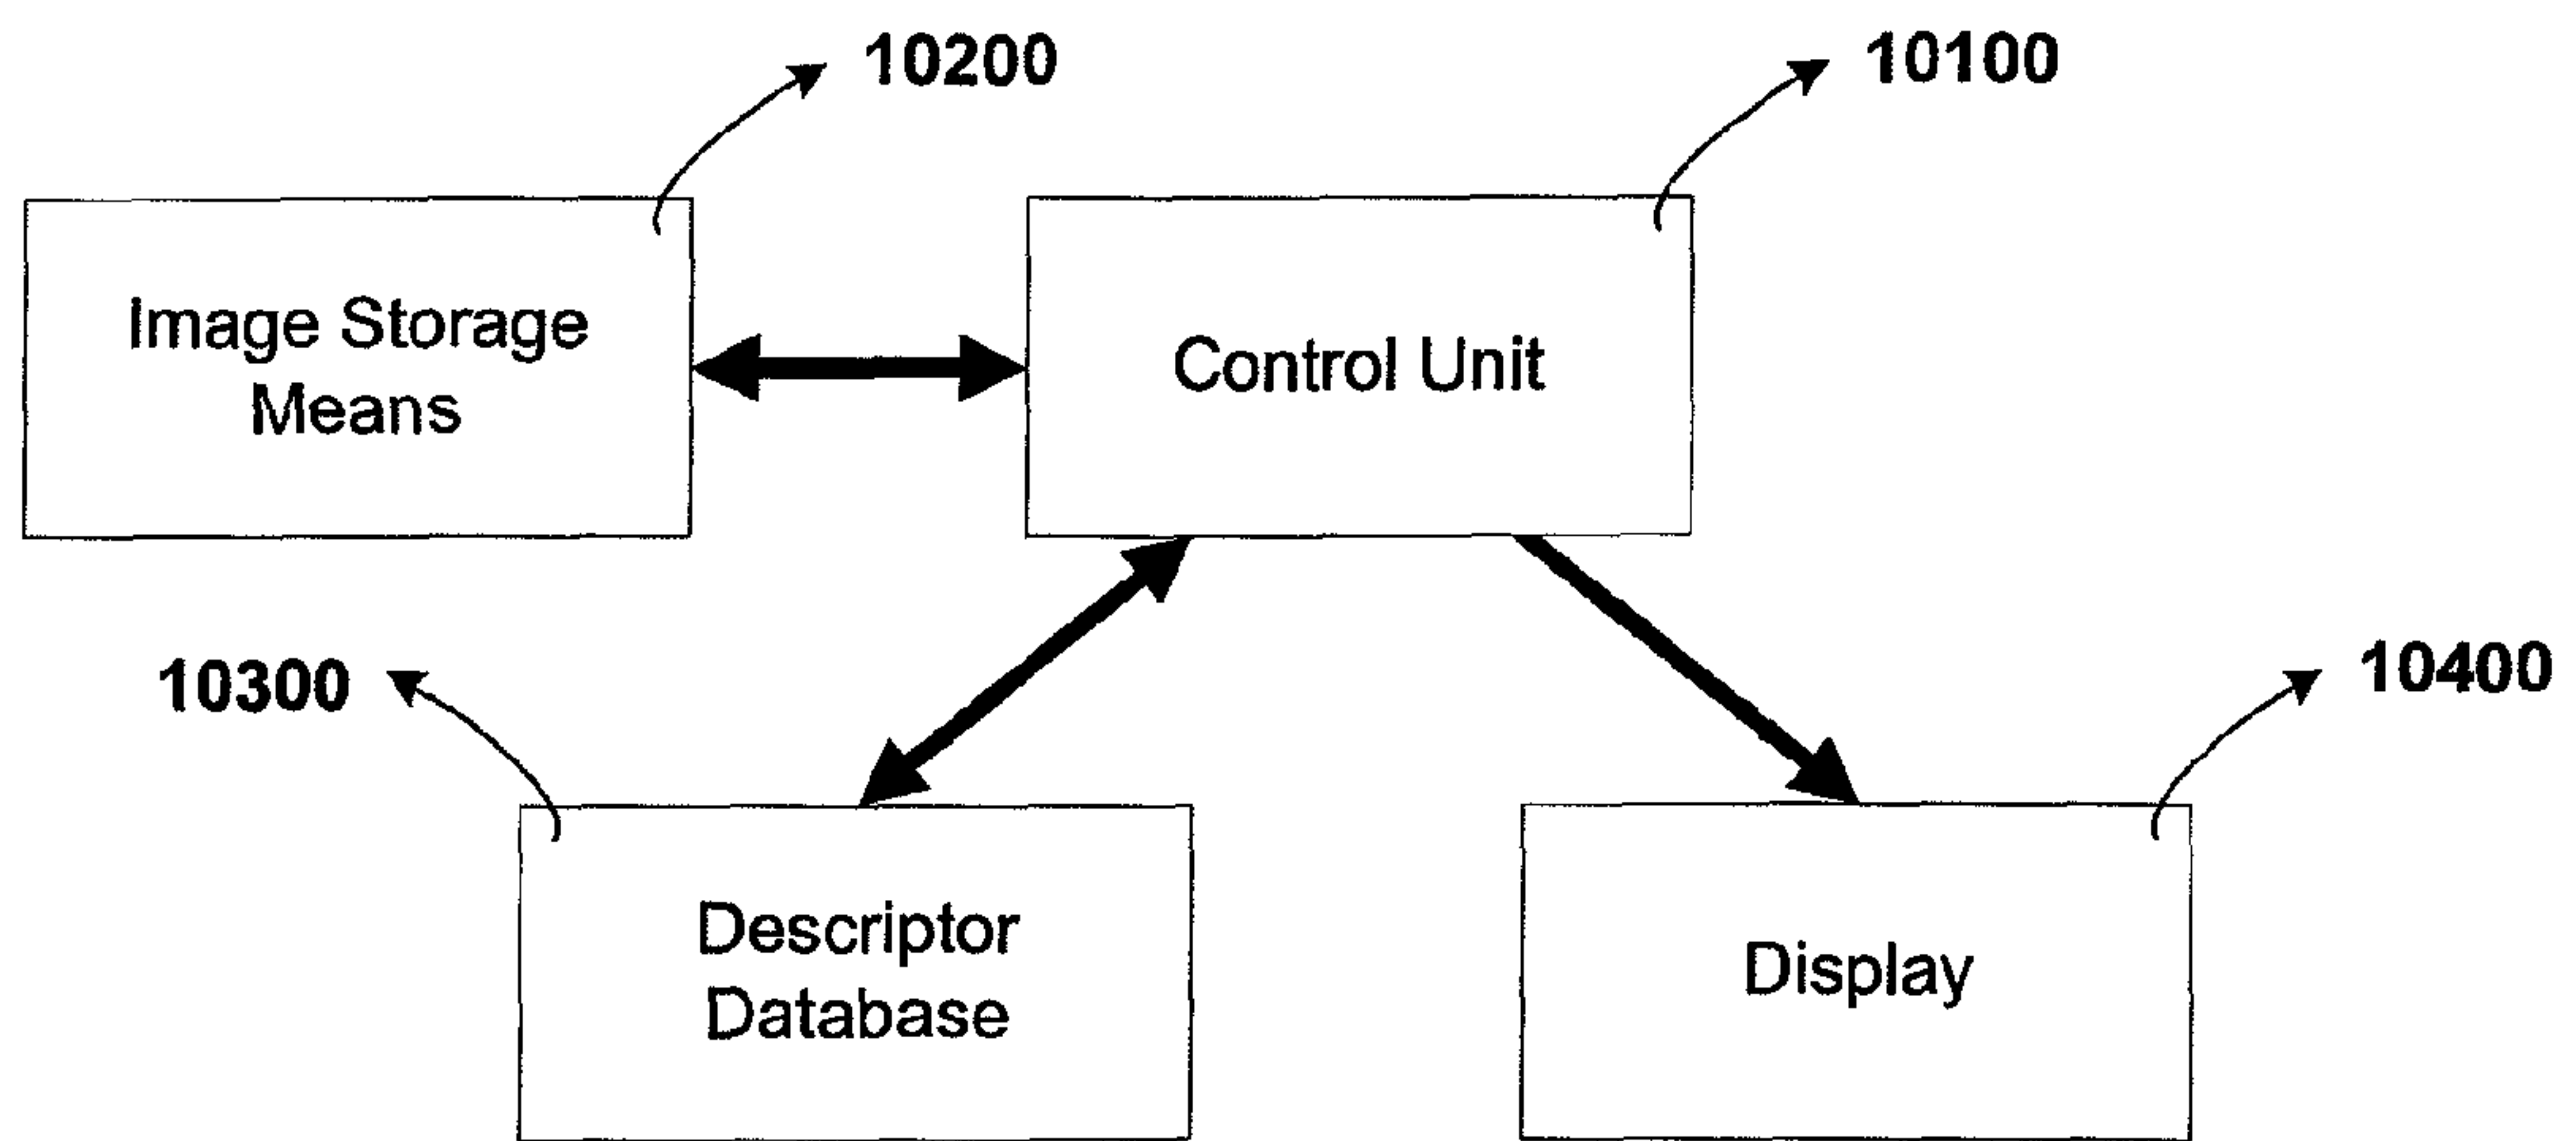 10200
10100
Image Storage
Means
Control Unit
10300
10400
Descriptor
Database
Display